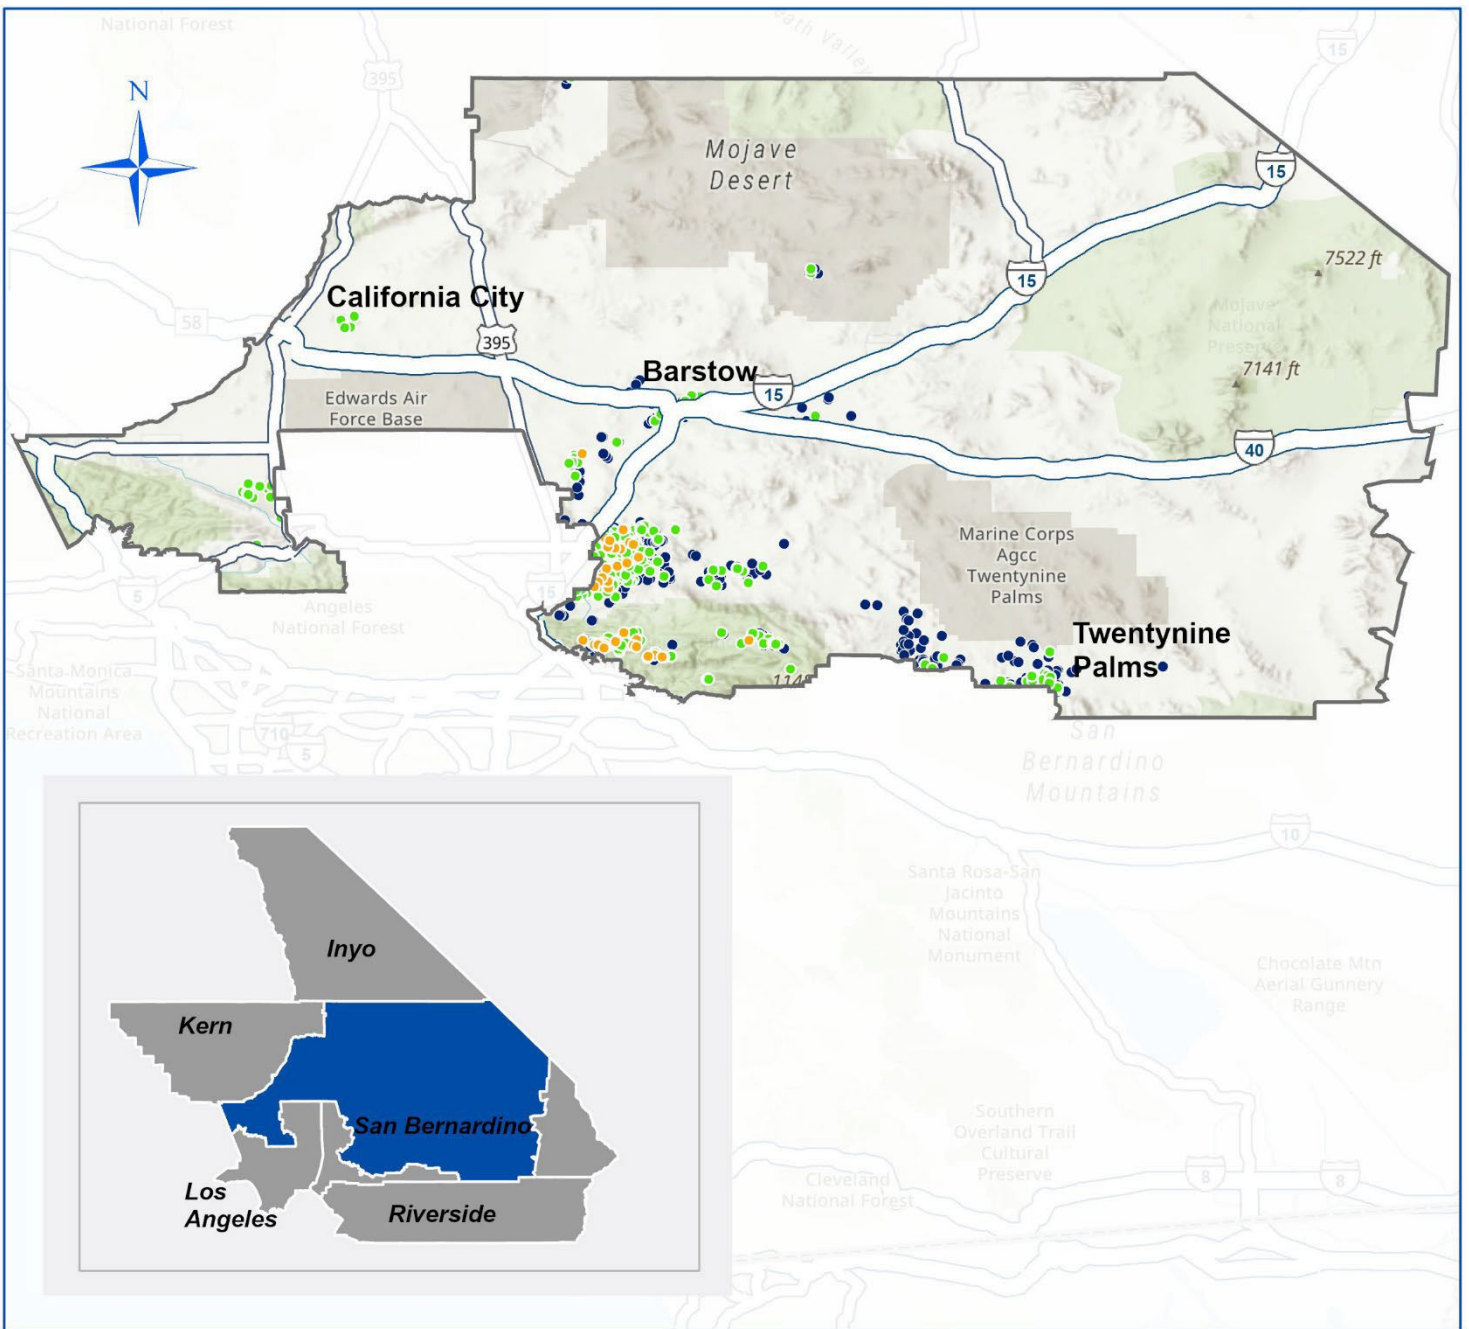 National Forest
395
15
Death Valley
N
Mojave
Desert
15
7522 ft
15
California City
Mojave
National
Preserve
58
395
Barstow
7141 ft
15
Edwards Air
Force Base
40
Marine Corps
Agcc
Twentynine
Palms
15
5
Angeles
National Forest
Twentynine
Palms
Santa Monica
Mountains
National
Recreation Area
114
710
5
San
Bernardino
Mountains
10
Santa Rosa-San
Jacinto
Mountains
National
Monument
Chocolate Mtn
Aerial Gunnery
Range
Inyo
Kern
San Bernardino
Los
Angeles
Riverside
Southern
Overland Trail
Cultural
Preserve
Cleveland
National Forest
8
8